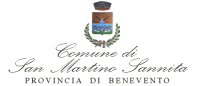 Comune di
San Martino Sannita
PROVINCIA DI BENEVENTO